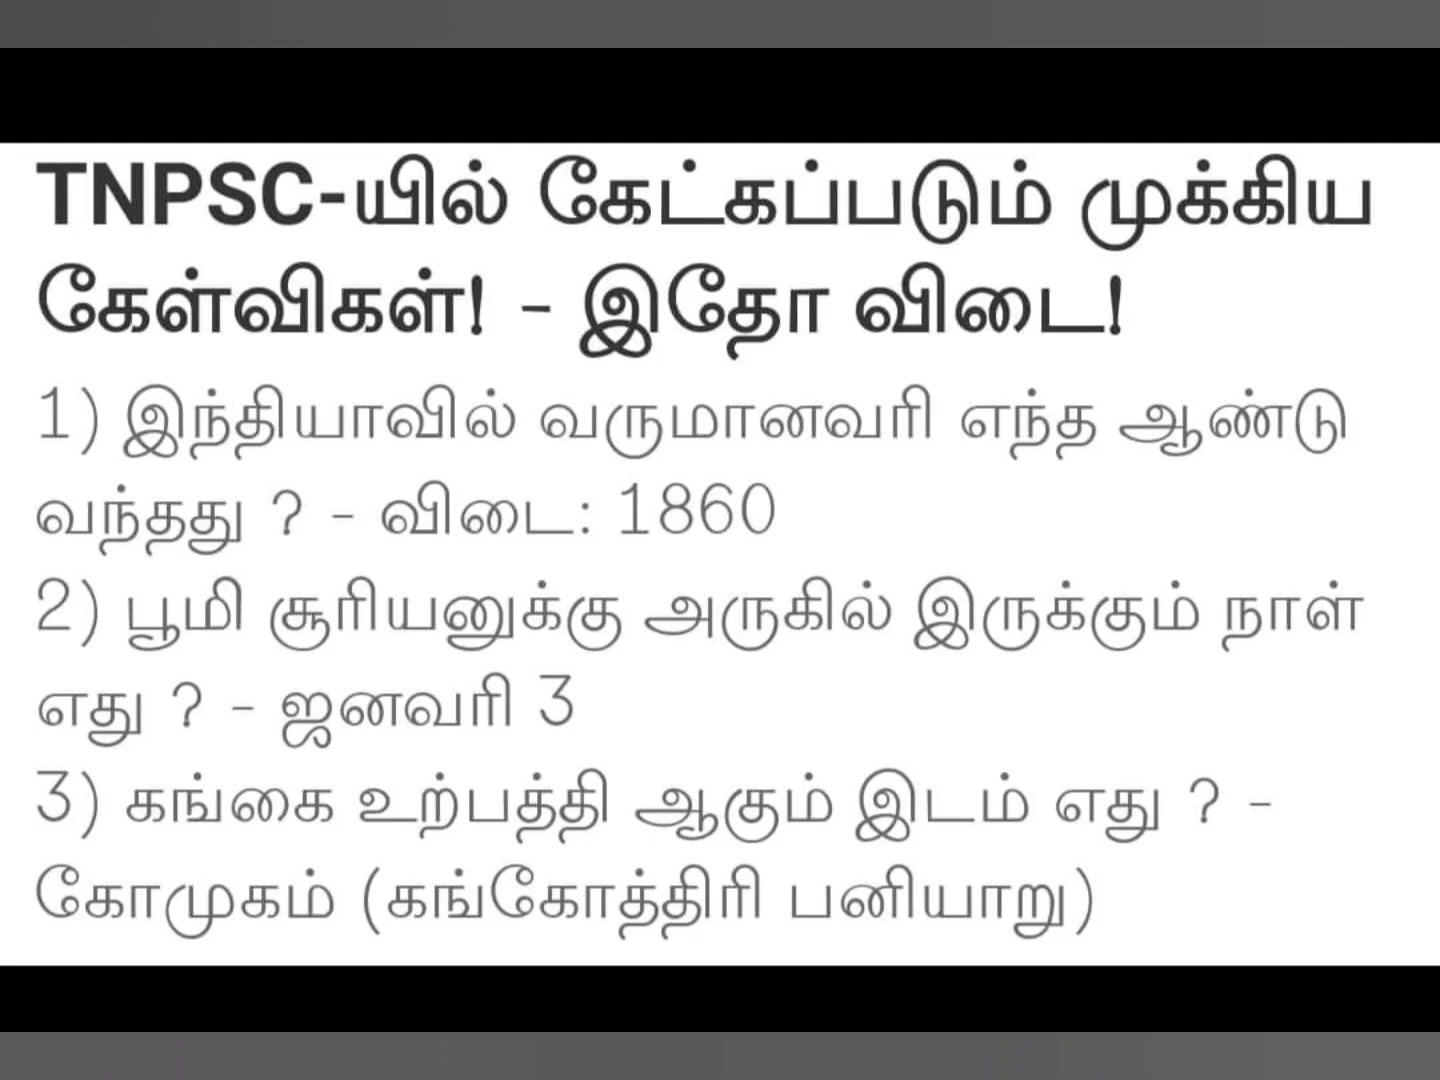 TNPSC-யில் கேட்கப்படும் முக்கிய
கேள்விகள்! - இதோ விடை!
1) இந்தியாவில் வருமானவரி எந்த ஆண்டு
வந்தது ? - விடை: 1860
2) பூமி சூரியனுக்கு அருகில் இருக்கும் நாள்
எது ? - ஜனவரி 3
3) கங்கை உற்பத்தி ஆகும் இடம் எது ? -
கோமுகம் (கங்கோத்திரி பனியாறு)